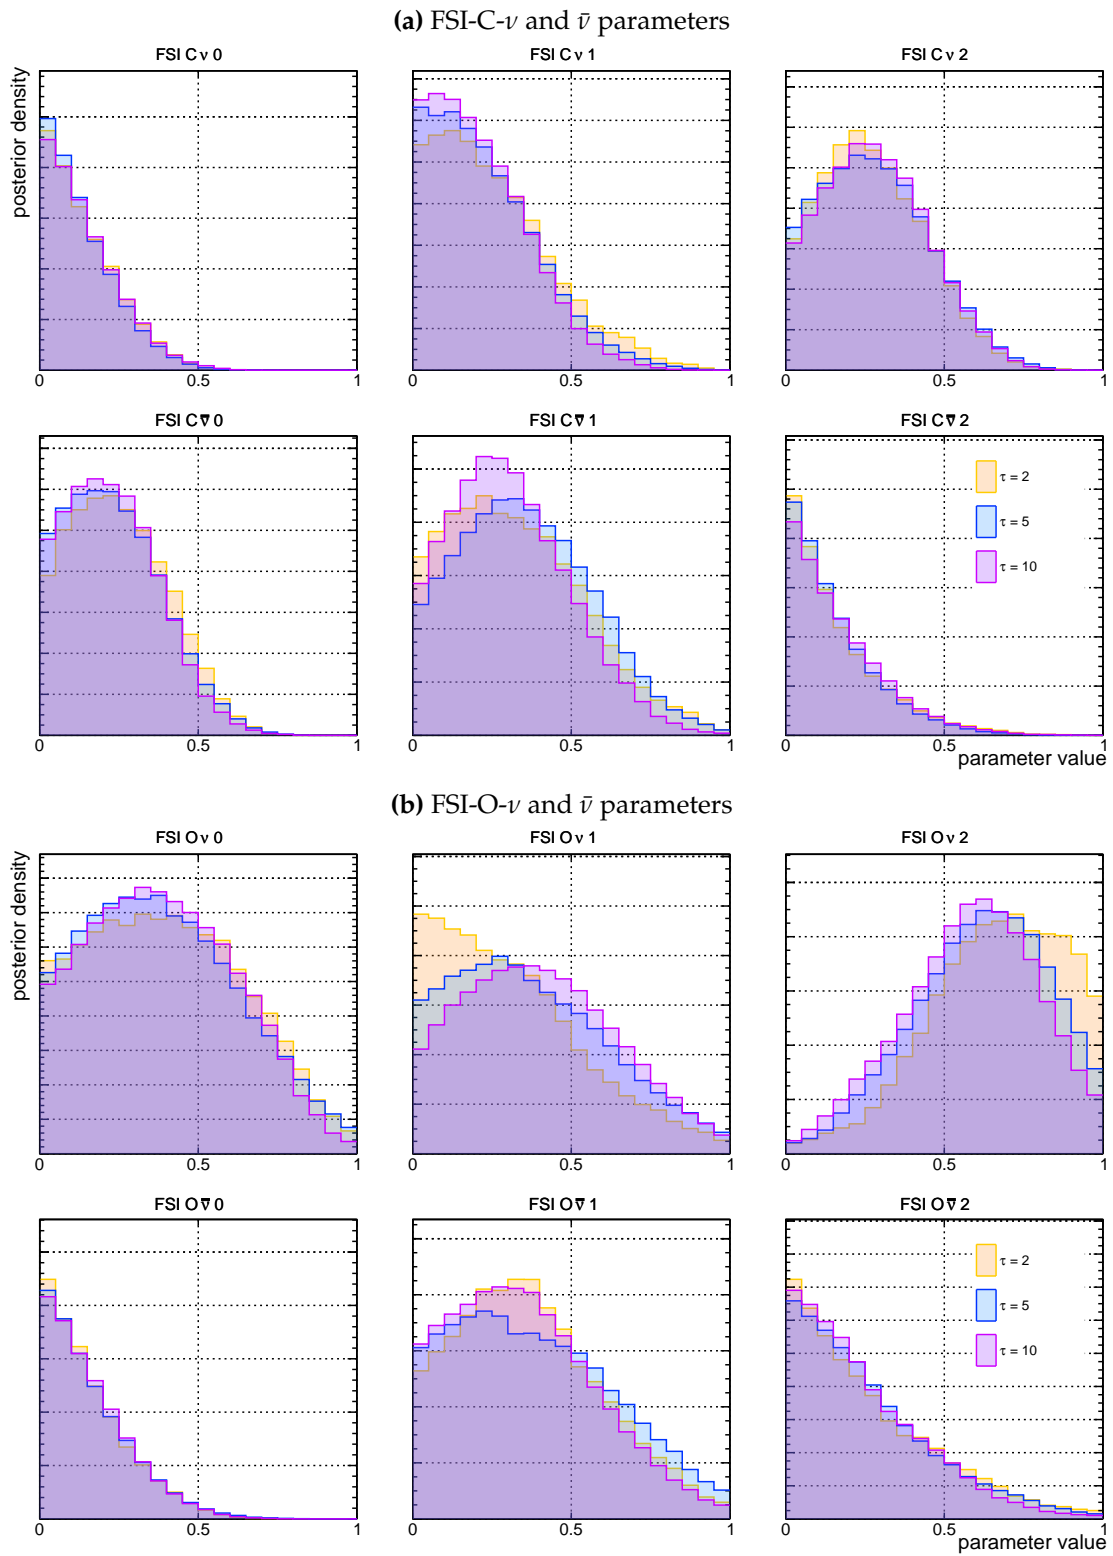 (a) FSI-C-ν and ν̄ parameters
FSI C ν 0
FSI C ν 1
FSI C ν 2
posterior density
0 0.5 1
0 0.5 1
0 0.5 1
FSI C ν̄ 0
FSI C ν̄ 1
FSI C ν̄ 2
τ = 2
τ = 5
τ = 10
0 0.5 1
0 0.5 1
0 0.5 1
parameter value
(b) FSI-O-ν and ν̄ parameters
FSI O ν 0
FSI O ν 1
FSI O ν 2
posterior density
0 0.5 1
0 0.5 1
0 0.5 1
FSI O ν̄ 0
FSI O ν̄ 1
FSI O ν̄ 2
τ = 2
τ = 5
τ = 10
0 0.5 1
0 0.5 1
0 0.5 1
parameter value